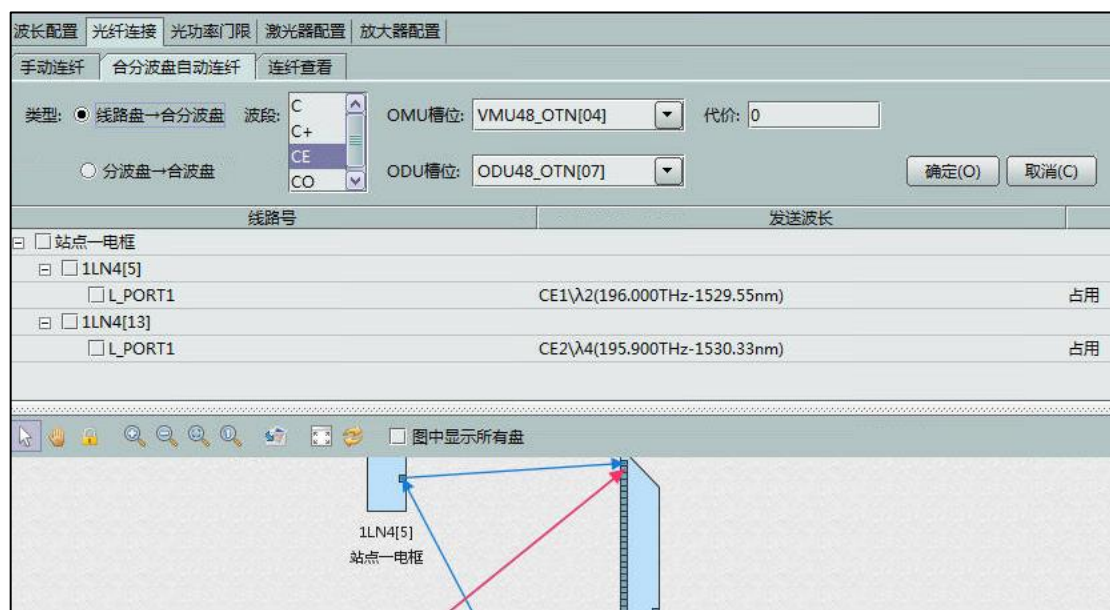 波长配置 光纤连接 光功率门限 激光器配置 放大器配置
手动连纤 合分波盘自动连纤 连纤查看
类型: 线路盘→合分波盘 波段: C C+ CE CO OMU槽位: VMU48_OTN[04] 代价: 0
分波盘→合波盘 ODU槽位: ODU48_OTN[07] 确定(O) 取消(C)
线路号 发送波长
站点一电框
1LN4[5]
L_PORT1 CE1\λ2(196.000THz-1529.55nm) 占用
1LN4[13]
L_PORT1 CE2\λ4(195.900THz-1530.33nm) 占用
图中显示所有盘
1LN4[5]
站点一电框